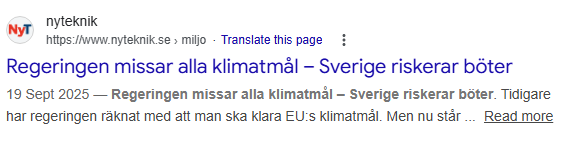 NyT
nyteknik
https://www.nyteknik.se › miljo · Translate this page
Regeringen missar alla klimatmål – Sverige riskerar böter
19 Sept 2025 — Regeringen missar alla klimatmål – Sverige riskerar böter. Tidigare
har regeringen räknat med att man ska klara EU:s klimatmål. Men nu står ... Read more